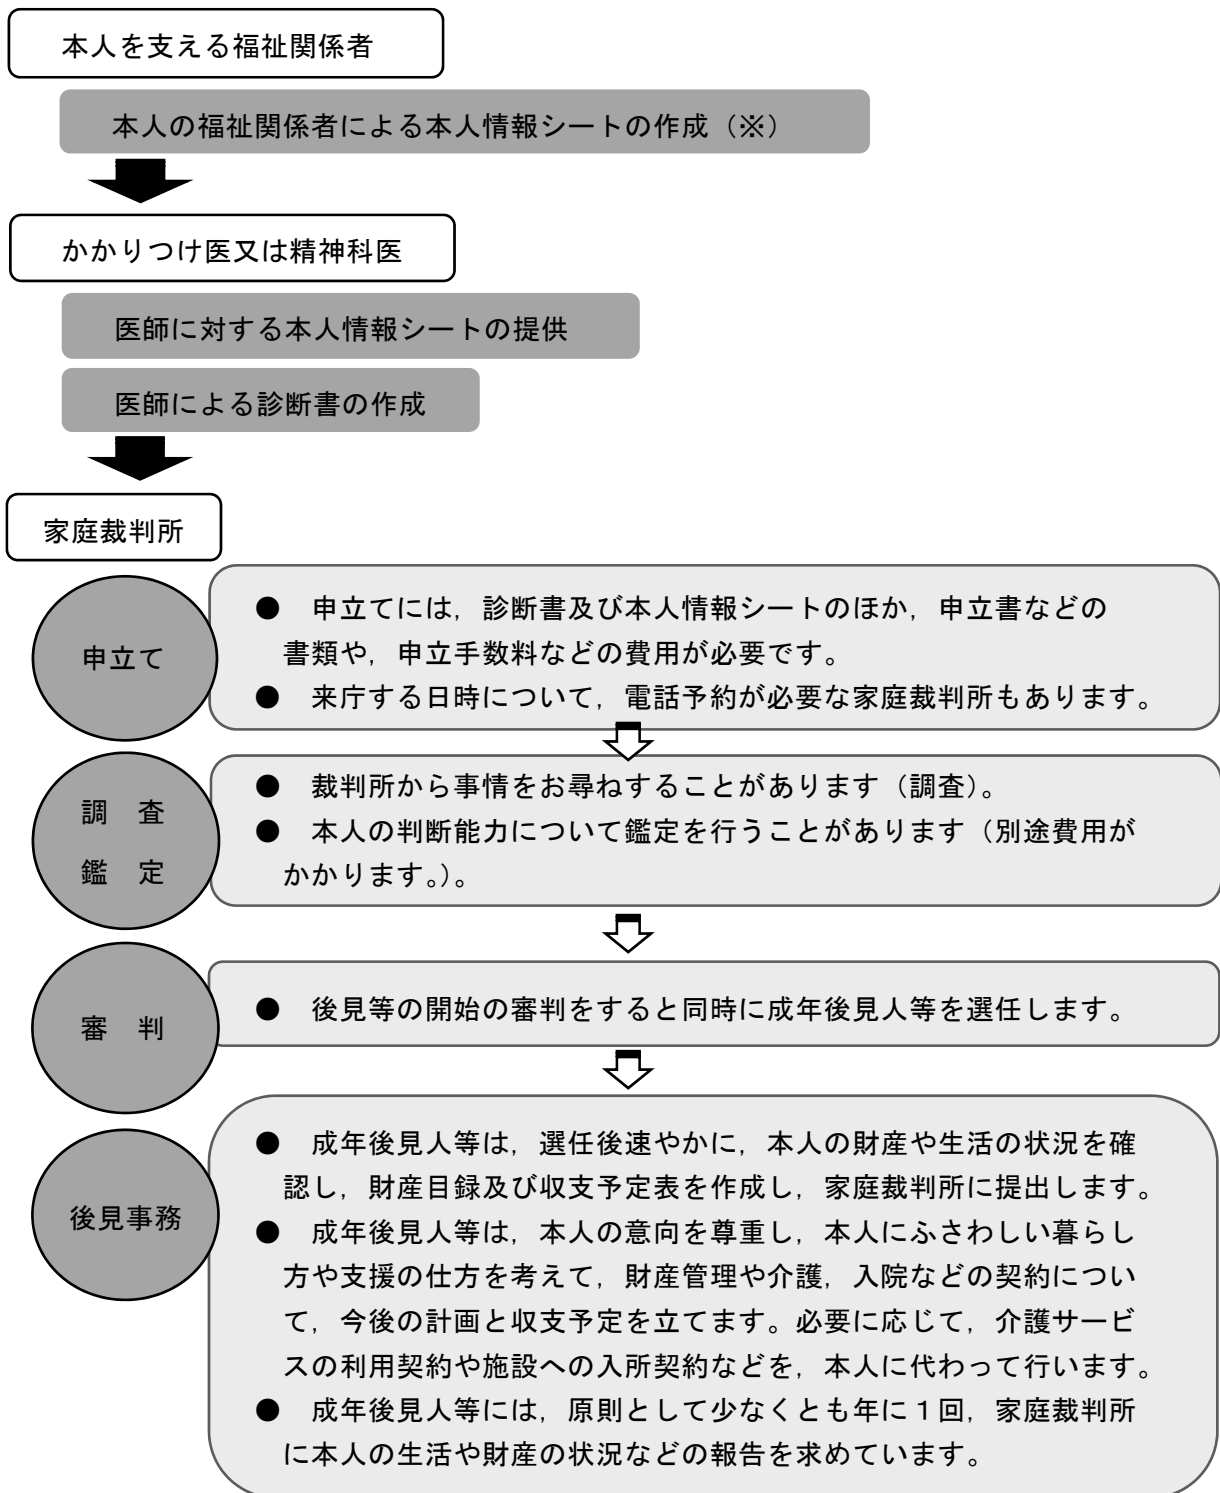 本人を支える福祉関係者
本人の福祉関係者による本人情報シートの作成（※）
かかりつけ医又は精神科医
医師に対する本人情報シートの提供
医師による診断書の作成
家庭裁判所
申立て
●　申立てには，診断書及び本人情報シートのほか，申立書などの
書類や，申立手数料などの費用が必要です。
●　来庁する日時について，電話予約が必要な家庭裁判所もあります。
調　査
鑑　定
●　裁判所から事情をお尋ねすることがあります（調査）。
●　本人の判断能力について鑑定を行うことがあります（別途費用が
かかります。）。
審　判
●　後見等の開始の審判をすると同時に成年後見人等を選任します。
後見事務
●　成年後見人等は，選任後速やかに，本人の財産や生活の状況を確
認し，財産目録及び収支予定表を作成し，家庭裁判所に提出します。
●　成年後見人等は，本人の意向を尊重し，本人にふさわしい暮らし
方や支援の仕方を考えて，財産管理や介護，入院などの契約につい
て，今後の計画と収支予定を立てます。必要に応じて，介護サービ
スの利用契約や施設への入所契約などを，本人に代わって行います。
●　成年後見人等には，原則として少なくとも年に１回，家庭裁判所
に本人の生活や財産の状況などの報告を求めています。